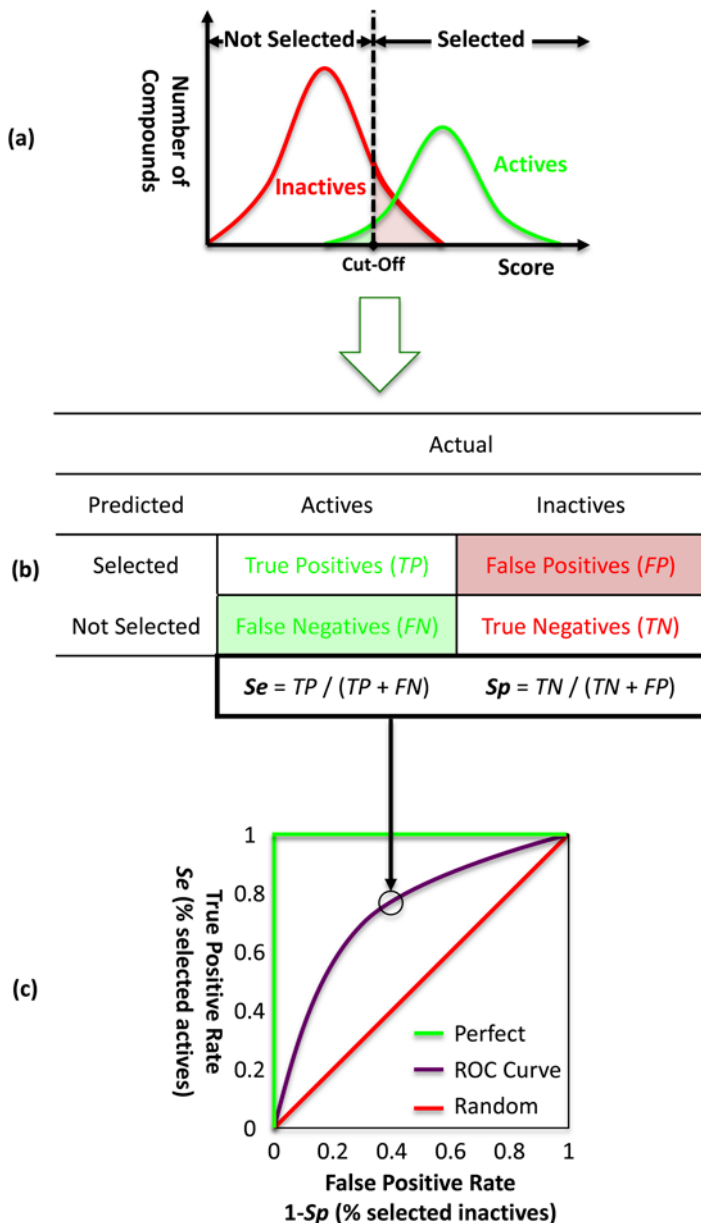 Not Selected Selected
(a)
Number of
Compounds
Inactives
Actives
Cut-Off
Score
Actual
Predicted Actives Inactives
(b)
Selected True Positives (TP) False Positives (FP)
Not Selected False Negatives (FN) True Negatives (TN)
Se = TP / (TP + FN) Sp = TN / (TN + FP)
(c)
True Positive Rate
Se (% selected actives)
1
0.8
0.6
0.4
0.2
0
Perfect
ROC Curve
Random
0 0.2 0.4 0.6 0.8 1
False Positive Rate
1-Sp (% selected inactives)